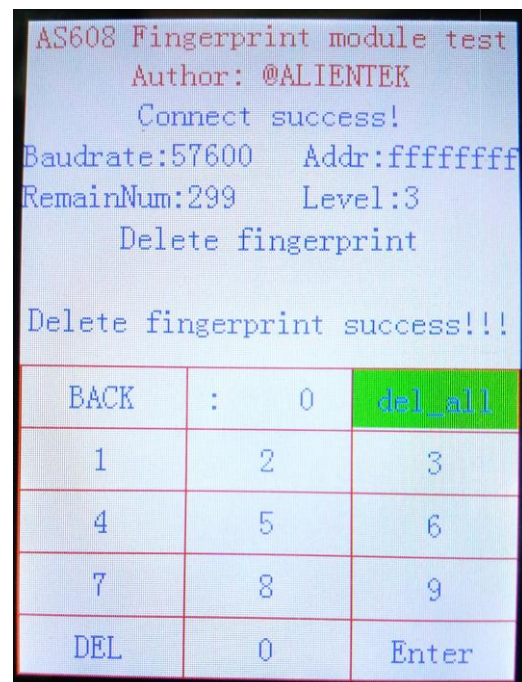 AS608 Fingerprint module test
Author: @ALIENTEK
Connect success!
Baudrate:57600 Addr:ffffffff
RemainNum:299 Level:3
Delete fingerprint
Delete fingerprint success!!!
BACK : 0 del_all
1 2 3
4 5 6
7 8 9
DEL 0 Enter